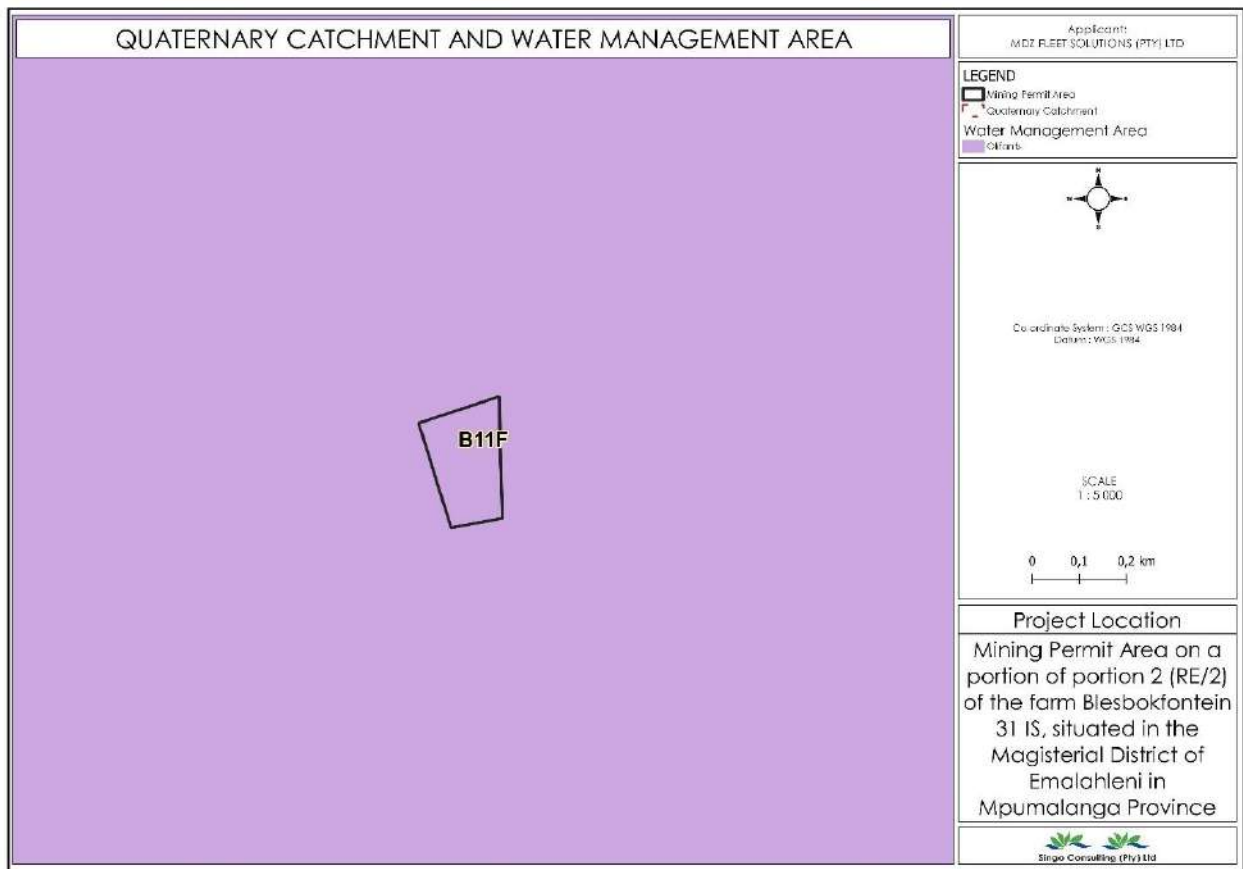 QUATERNARY CATCHMENT AND WATER MANAGEMENT AREA
B11F
Applicant:
MDZ FLEET SOLUTIONS (PTY) LTD
LEGEND
Mining Permit Area
Quaternary Catchment
Water Management Area
Olifants
N
W
E
S
Co-ordinate System : GCS WGS 1984
Datum : WGS 1984
SCALE
1 : 5 000
0 0,1 0,2 km
Project Location
Mining Permit Area on a
portion of portion 2 (RE/2)
of the farm Blesbokfontein
31 IS, situated in the
Magisterial District of
Emalahleni in
Mpumalanga Province
Singo Consulting (Pty) Ltd